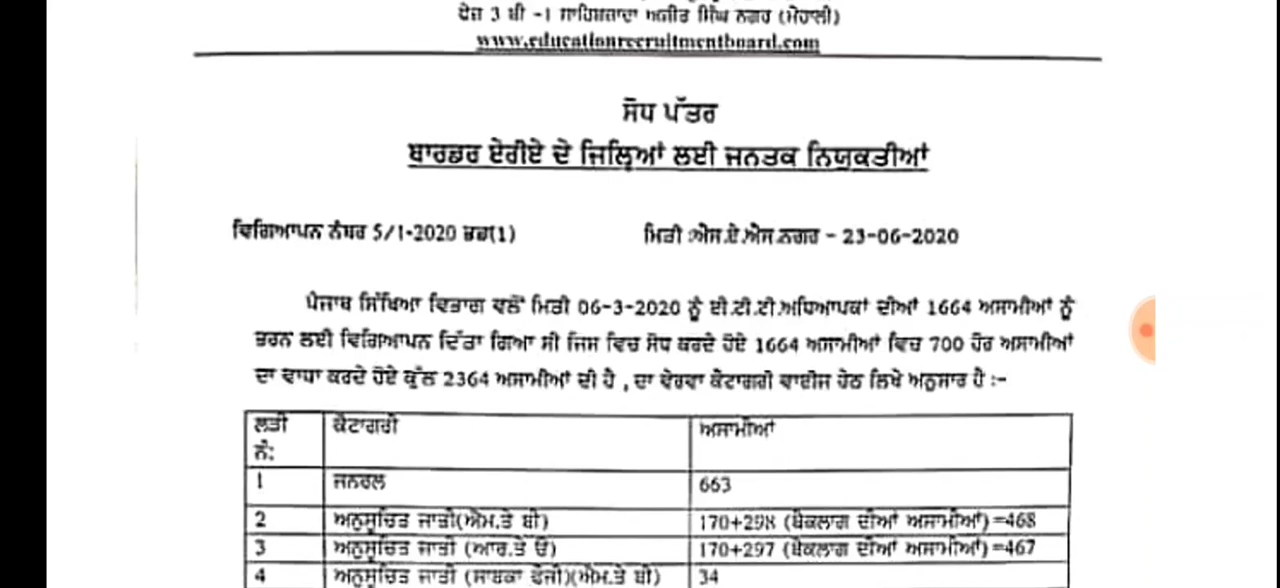 ਫੇਜ਼ 3 ਬੀ -1 ਸਾਹਿਬਜ਼ਾਦਾ ਅਜੀਤ ਸਿੰਘ ਨਗਰ (ਮੋਹਾਲੀ)
www.educationrecruitmentboard.com
ਸੋਧ ਪੱਤਰ
ਬਾਰਡਰ ਏਰੀਏ ਦੇ ਜਿਲ੍ਹਿਆਂ ਲਈ ਜਨਤਕ ਨਿਯੁਕਤੀਆਂ
ਵਿਗਿਆਪਨ ਨੰਬਰ 5/1-2020 ਭਡ(1) ਮਿਤੀ :ਐਸ.ਏ.ਐਸ.ਨਗਰ - 23-06-2020
ਪੰਜਾਬ ਸਿੱਖਿਆ ਵਿਭਾਗ ਵਲੋਂ ਮਿਤੀ 06-3-2020 ਨੂੰ ਈ.ਟੀ.ਟੀ.ਅਧਿਆਪਕਾਂ ਦੀਆਂ 1664 ਅਸਾਮੀਆਂ ਨੂੰ
ਭਰਨ ਲਈ ਵਿਗਿਆਪਨ ਦਿੱਤਾ ਗਿਆ ਸੀ ਜਿਸ ਵਿਚ ਸੋਧ ਕਰਦੇ ਹੋਏ 1664 ਅਸਾਮੀਆਂ ਵਿਚ 700 ਹੋਰ ਅਸਾਮੀਆਂ
ਦਾ ਵਾਧਾ ਕਰਦੇ ਹੋਏ ਕੁੱਲ 2364 ਅਸਾਮੀਆਂ ਦੀ ਹੈ , ਦਾ ਵੇਰਵਾ ਕੈਟਾਗਰੀ ਵਾਈਜ ਹੇਠ ਲਿਖੇ ਅਨੁਸਾਰ ਹੈ :-
ਲੜੀ ਨੰ: ਕੈਟਾਗਰੀ ਅਸਾਮੀਆਂ
1 ਜਨਰਲ 663
2 ਅਨੁਸੂਚਿਤ ਜਾਤੀ(ਐਮ.ਤੇ ਬੀ) 170+298 (ਬੈਕਲਾਗ ਦੀਆਂ ਅਸਾਮੀਆਂ)=468
3 ਅਨੁਸੂਚਿਤ ਜਾਤੀ (ਆਰ.ਤੇ ਓ) 170+297 (ਬੈਕਲਾਗ ਦੀਆਂ ਅਸਾਮੀਆਂ)=467
4 ਅਨੁਸੂਚਿਤ ਜਾਤੀ (ਸਾਬਕਾ ਫੌਜੀ)(ਐਮ.ਤੇ ਬੀ) 34